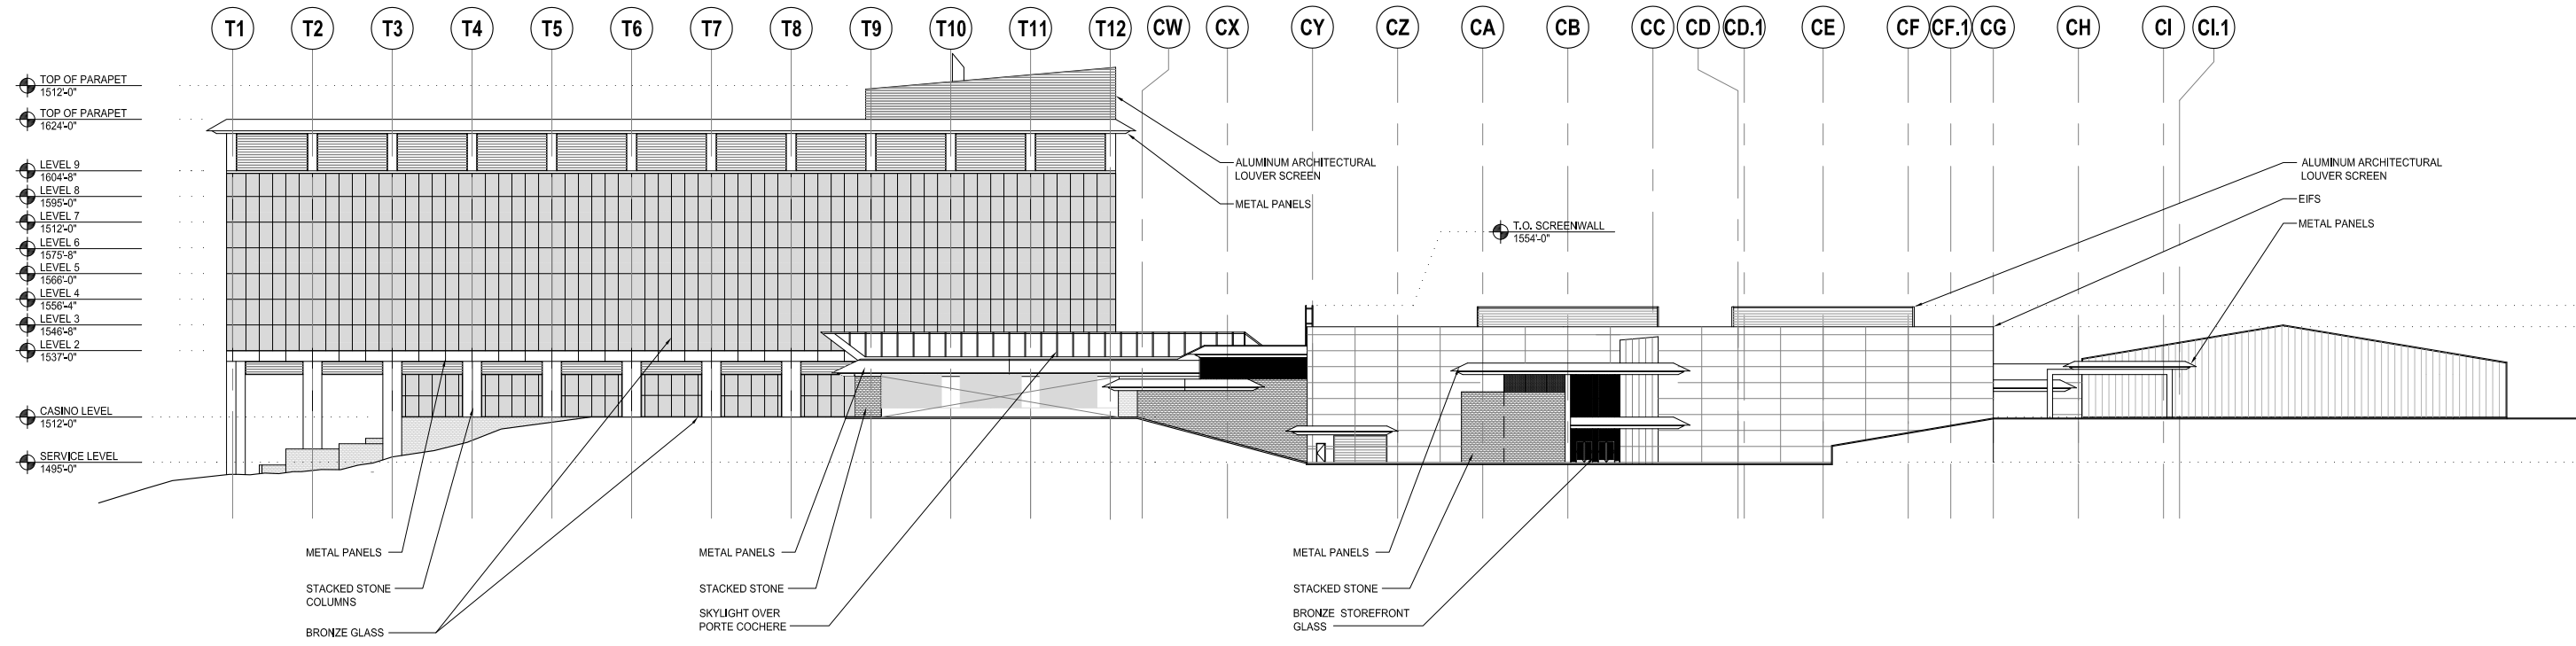 T1 T2 T3 T4 T5 T6 T7 T8 T9 T10 T11 T12 CW CX CY CZ CA CB CC CD CD.1 CE CF CF.1 CG CH CI CI.1
TOP OF PARAPET
1512'-0"
TOP OF PARAPET
1624'-0"
LEVEL 9
1604'-8"
LEVEL 8
1595'-0"
LEVEL 7
1512'-0"
LEVEL 6
1575'-8"
LEVEL 5
1566'-0"
LEVEL 4
1556'-4"
LEVEL 3
1546'-8"
LEVEL 2
1537'-0"
CASINO LEVEL
1512'-0"
SERVICE LEVEL
1495'-0"
ALUMINUM ARCHITECTURAL
LOUVER SCREEN
METAL PANELS
T.O. SCREENWALL
1554'-0"
ALUMINUM ARCHITECTURAL
LOUVER SCREEN
EIFS
METAL PANELS
METAL PANELS
STACKED STONE
COLUMNS
BRONZE GLASS
METAL PANELS
STACKED STONE
SKYLIGHT OVER
PORTE COCHERE
METAL PANELS
STACKED STONE
BRONZE STOREFRONT
GLASS